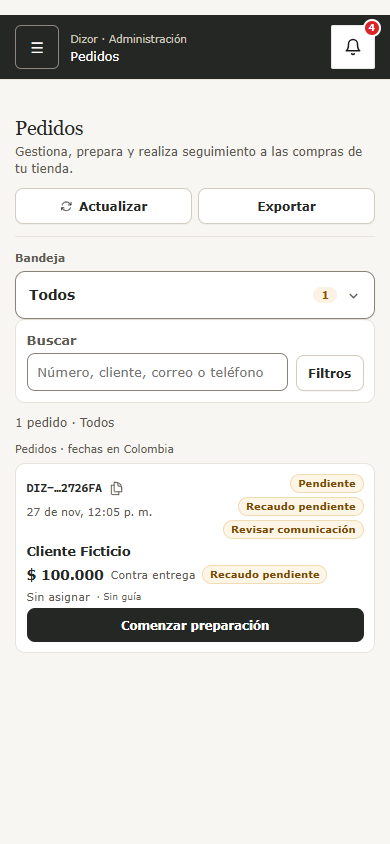 Dizor · Administración
Pedidos
4
Pedidos
Gestiona, prepara y realiza seguimiento a las compras de
tu tienda.
Actualizar
Exportar
Bandeja
Todos
1
Buscar
Número, cliente, correo o teléfono
Filtros
1 pedido · Todos
Pedidos · fechas en Colombia
DIZ-…2726FA
Pendiente
27 de nov, 12:05 p. m.
Recaudo pendiente
Revisar comunicación
Cliente Ficticio
$ 100.000 Contra entrega Recaudo pendiente
Sin asignar · Sin guía
Comenzar preparación